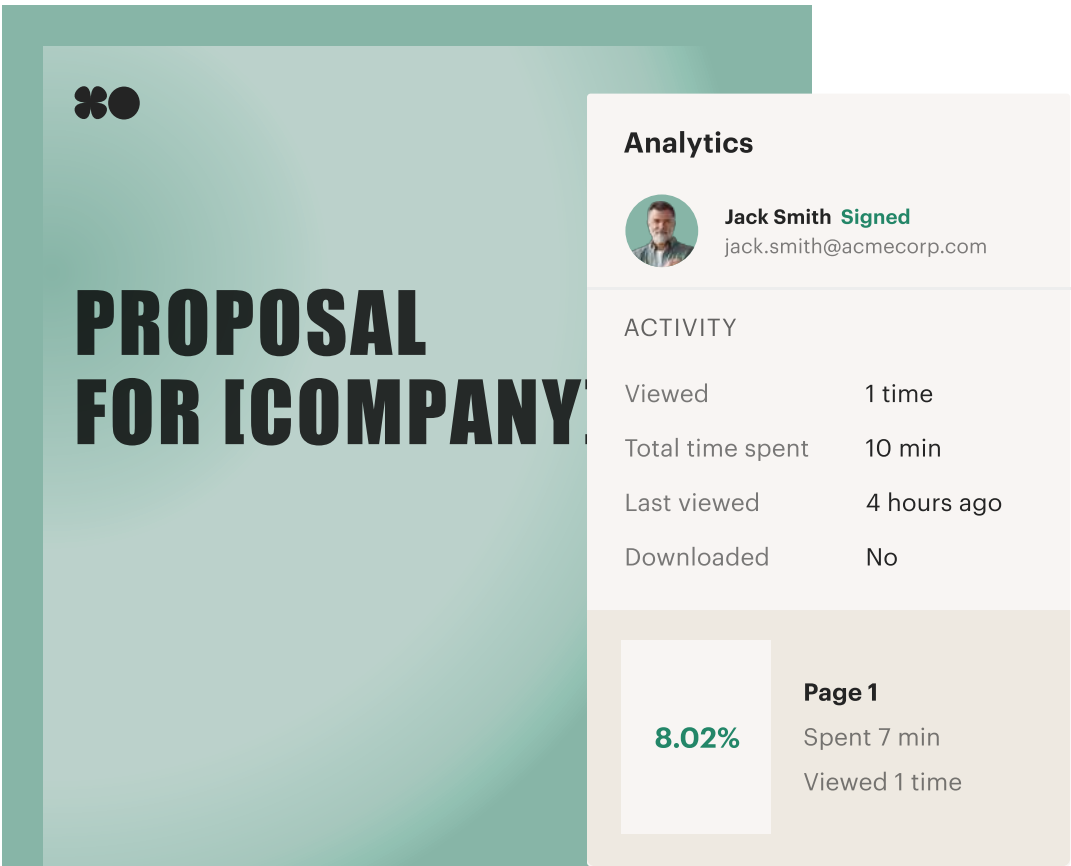 PROPOSAL
FOR [COMPANY]
Analytics
Jack Smith Signed
jack.smith@acmecorp.com
ACTIVITY
Viewed 1 time
Total time spent 10 min
Last viewed 4 hours ago
Downloaded No
8.02%
Page 1
Spent 7 min
Viewed 1 time